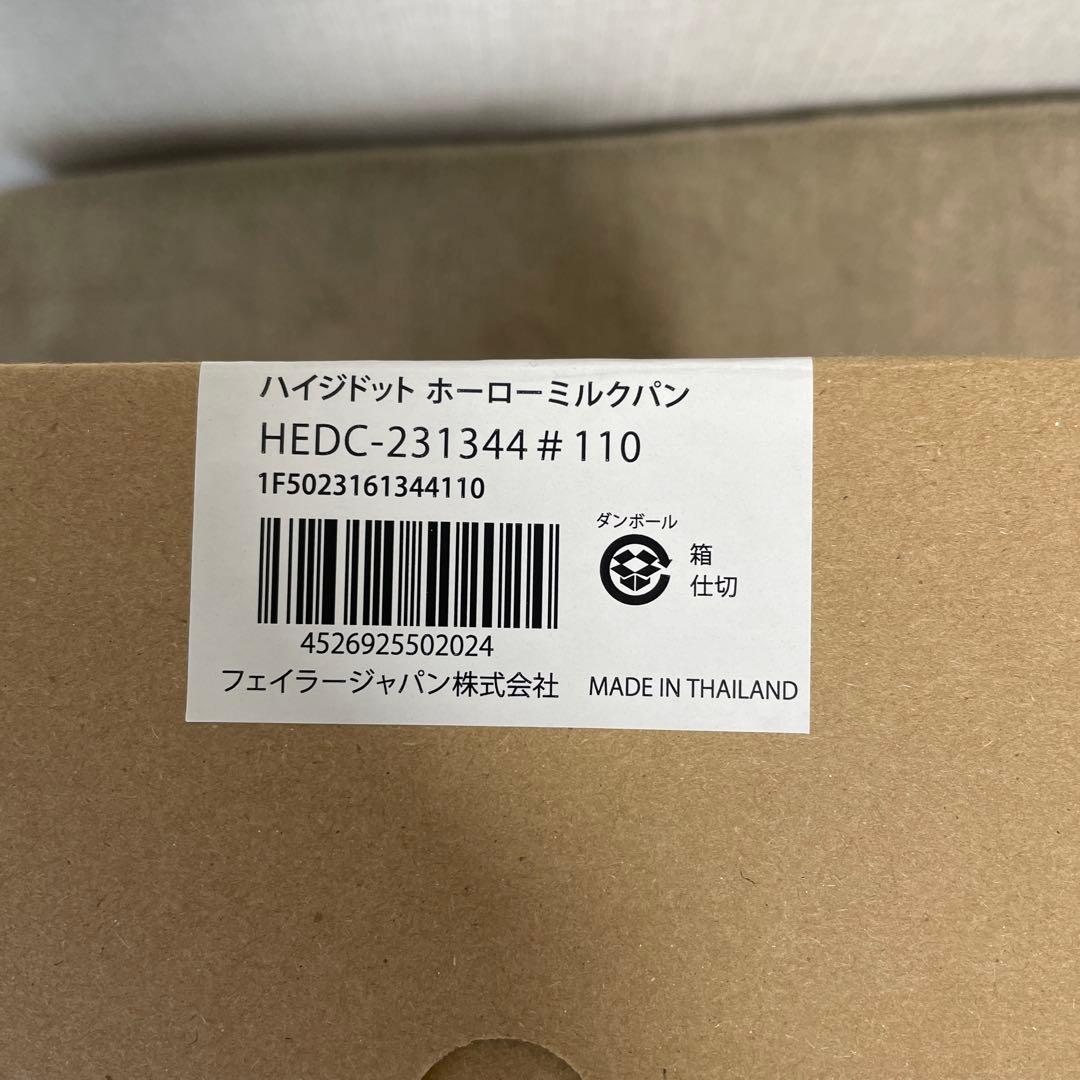 ハイジドット ホーローミルクパン
HEDC-231344#110
1F5023161344110
ダンボール
箱
仕切
4526925502024
フェイラージャパン株式会社 MADE IN THAILAND